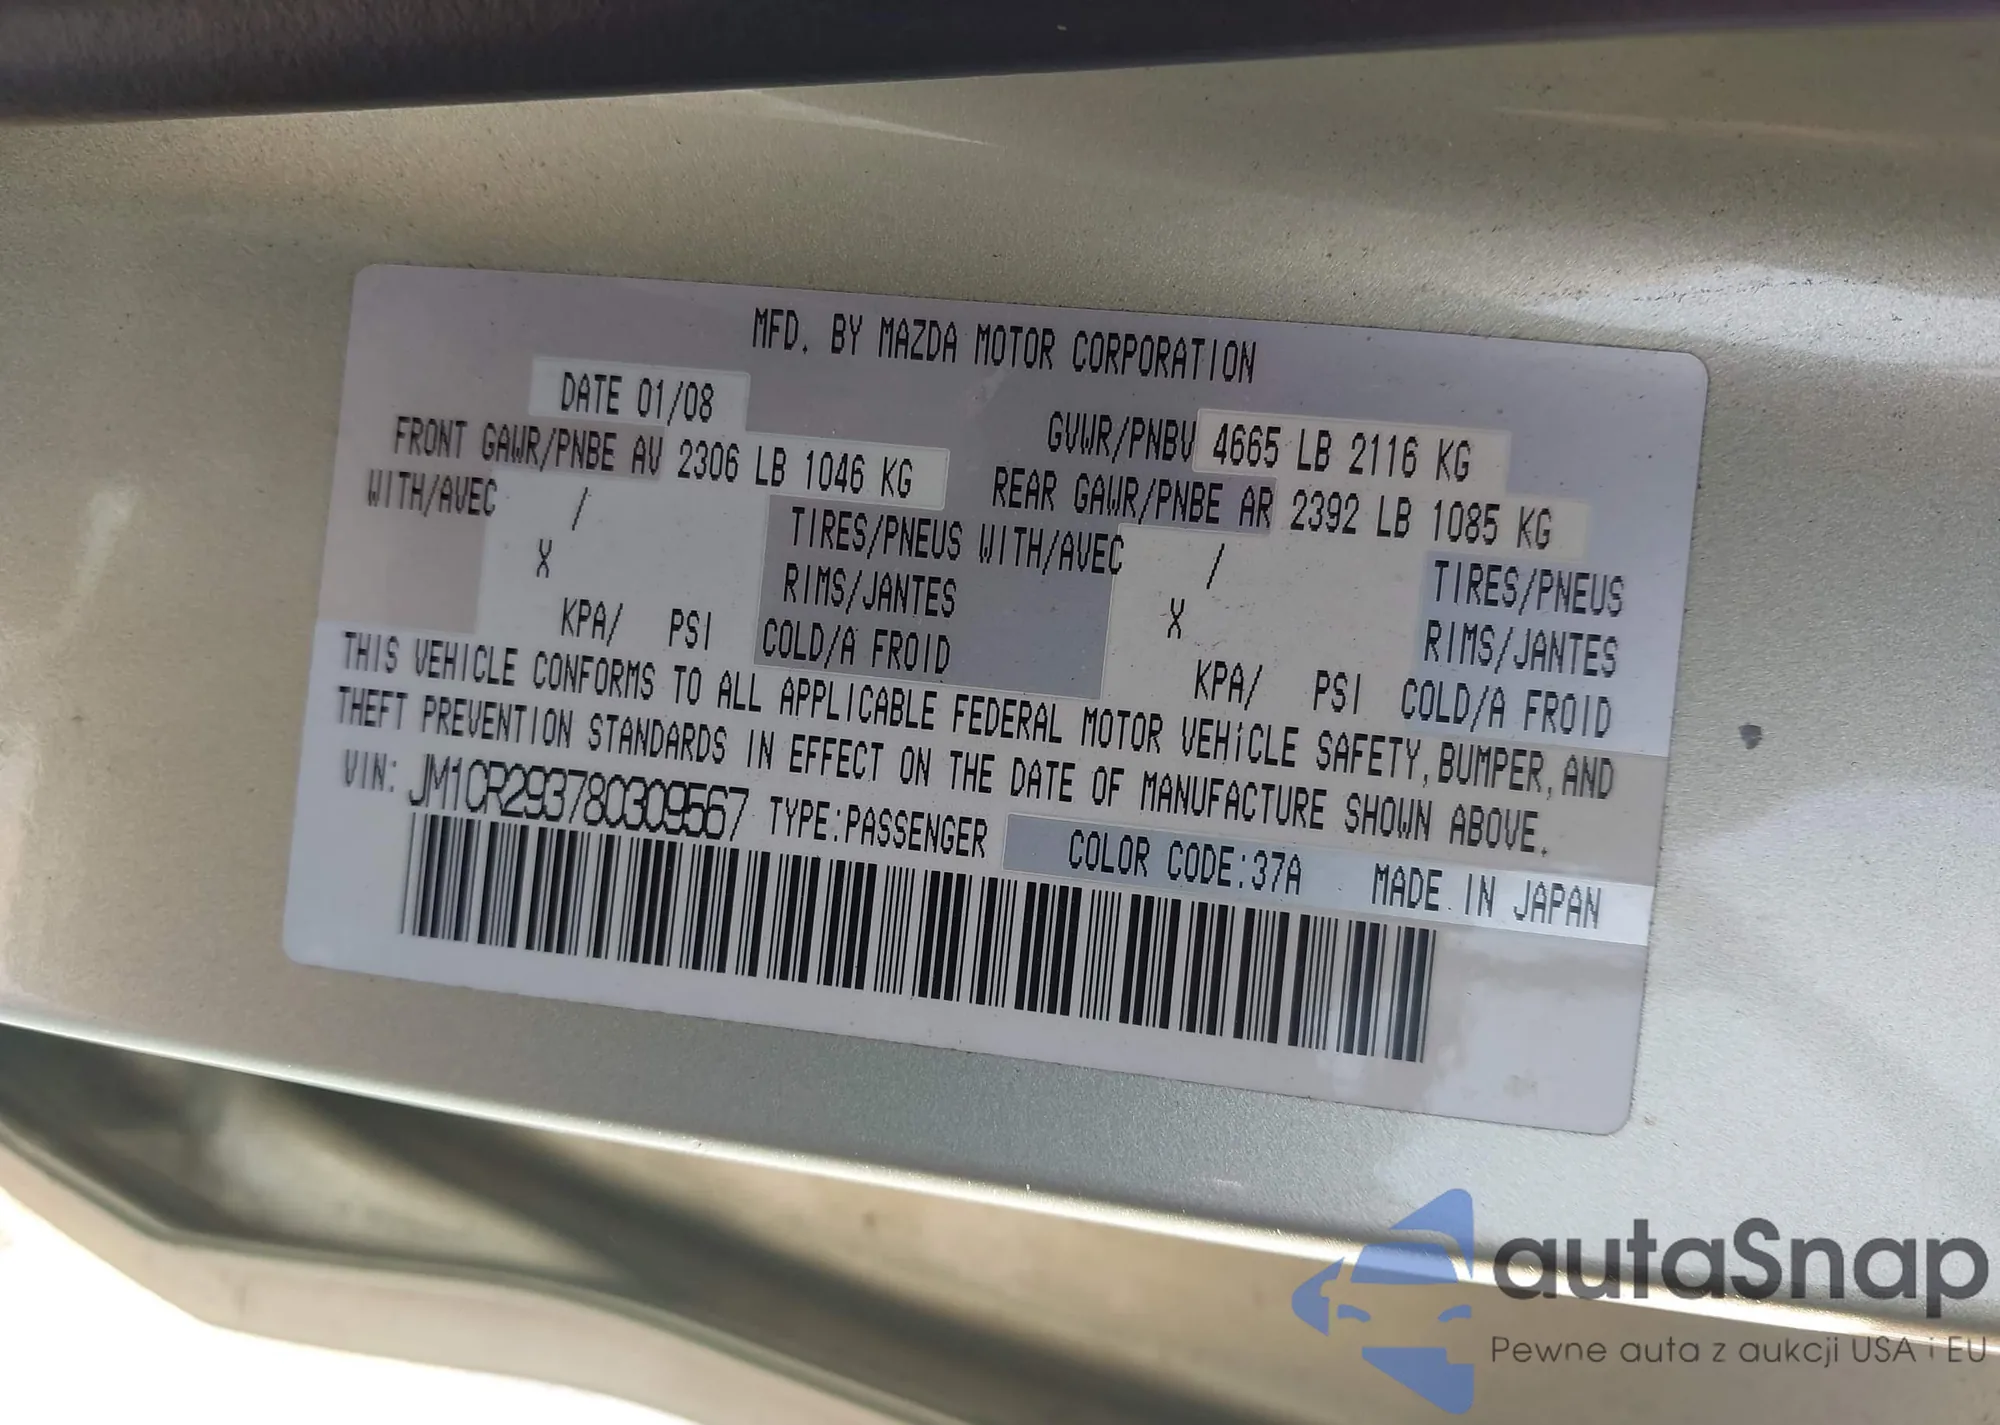 MFD. BY MAZDA MOTOR CORPORATION
DATE 01/08
GVWR/PNBV 4665 LB 2116 KG
FRONT GAWR/PNBE AV 2306 LB 1046 KG
REAR GAWR/PNBE AR 2392 LB 1085 KG
WITH/AVEC / TIRES/PNEUS WITH/AVEC / TIRES/PNEUS
X RIMS/JANTES X RIMS/JANTES
KPA/ PSI COLD/A FROID KPA/ PSI COLD/A FROID
THIS VEHICLE CONFORMS TO ALL APPLICABLE FEDERAL MOTOR VEHICLE SAFETY, BUMPER, AND
THEFT PREVENTION STANDARDS IN EFFECT ON THE DATE OF MANUFACTURE SHOWN ABOVE.
VIN: JM1CR293780309567 TYPE:PASSENGER COLOR CODE:37A MADE IN JAPAN
autaSnap
Pewne auta z aukcji USA i EU